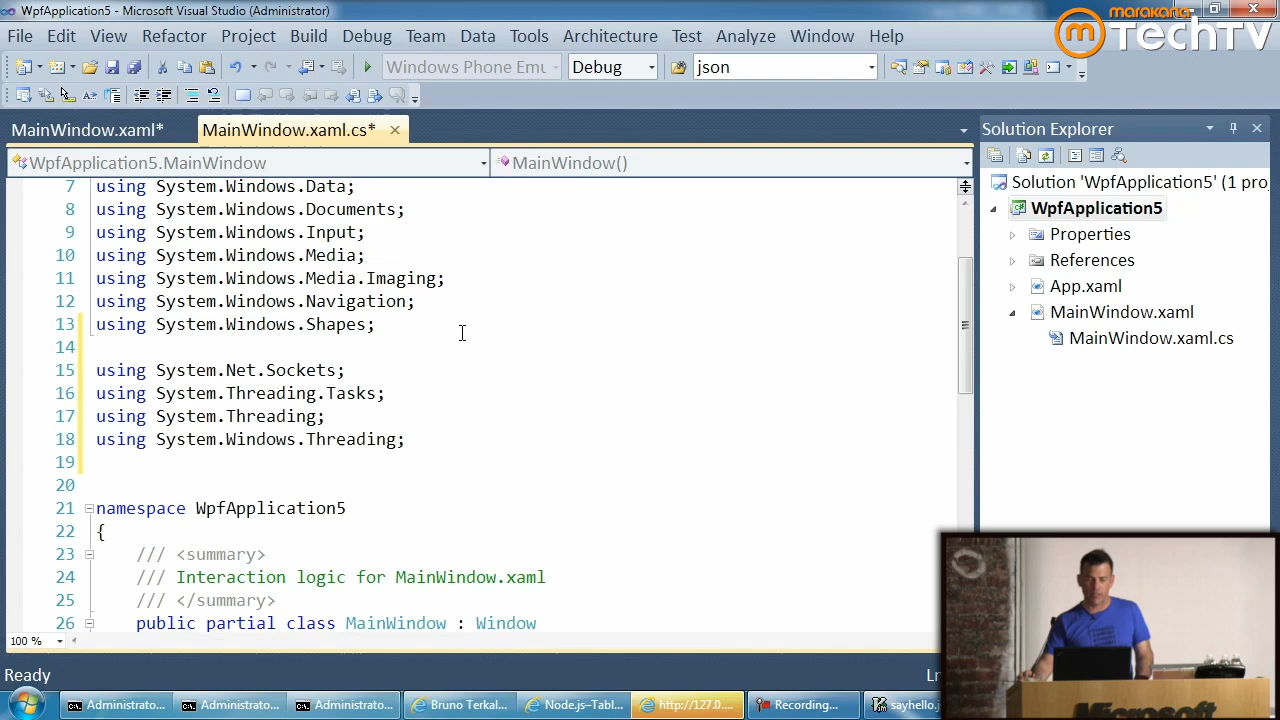 WpfApplication5 - Microsoft Visual Studio (Administrator)
marakana
TechTV
File Edit View Refactor Project Build Debug Team Data Tools Architecture Test Analyze Window Help
Windows Phone Emu Debug json
MainWindow.xaml* MainWindow.xaml.cs*
WpfApplication5.MainWindow MainWindow()
7 using System.Windows.Data;
8 using System.Windows.Documents;
9 using System.Windows.Input;
10 using System.Windows.Media;
11 using System.Windows.Media.Imaging;
12 using System.Windows.Navigation;
13 using System.Windows.Shapes;
14
15 using System.Net.Sockets;
16 using System.Threading.Tasks;
17 using System.Threading;
18 using System.Windows.Threading;
19
20
21 namespace WpfApplication5
22 {
23 /// <summary>
24 /// Interaction logic for MainWindow.xaml
25 /// </summary>
26 public partial class MainWindow : Window
100 %
Solution Explorer
Solution 'WpfApplication5' (1 pro
WpfApplication5
Properties
References
App.xaml
MainWindow.xaml
MainWindow.xaml.cs
Ready
Ln
Administrato... Administrato... Administrato... Bruno Terkal... Node.js–Tabl... http://127.0.... Recording... sayhello.j
Microsoft